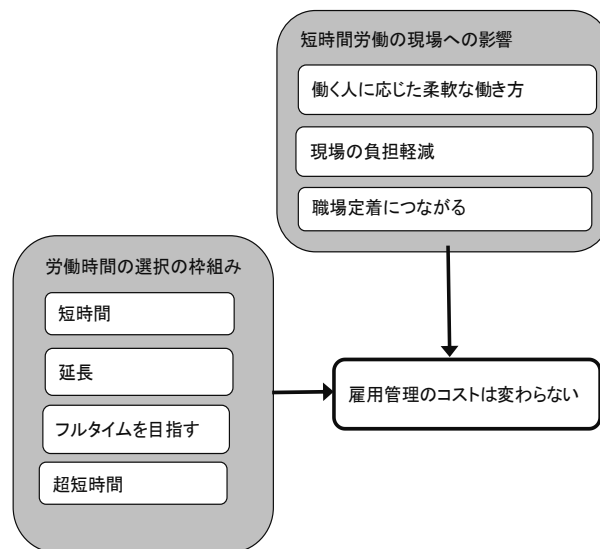 短時間労働の現場への影響
働く人に応じた柔軟な働き方
現場の負担軽減
職場定着につながる
労働時間の選択の枠組み
短時間
延長
フルタイムを目指す
超短時間
雇用管理のコストは変わらない